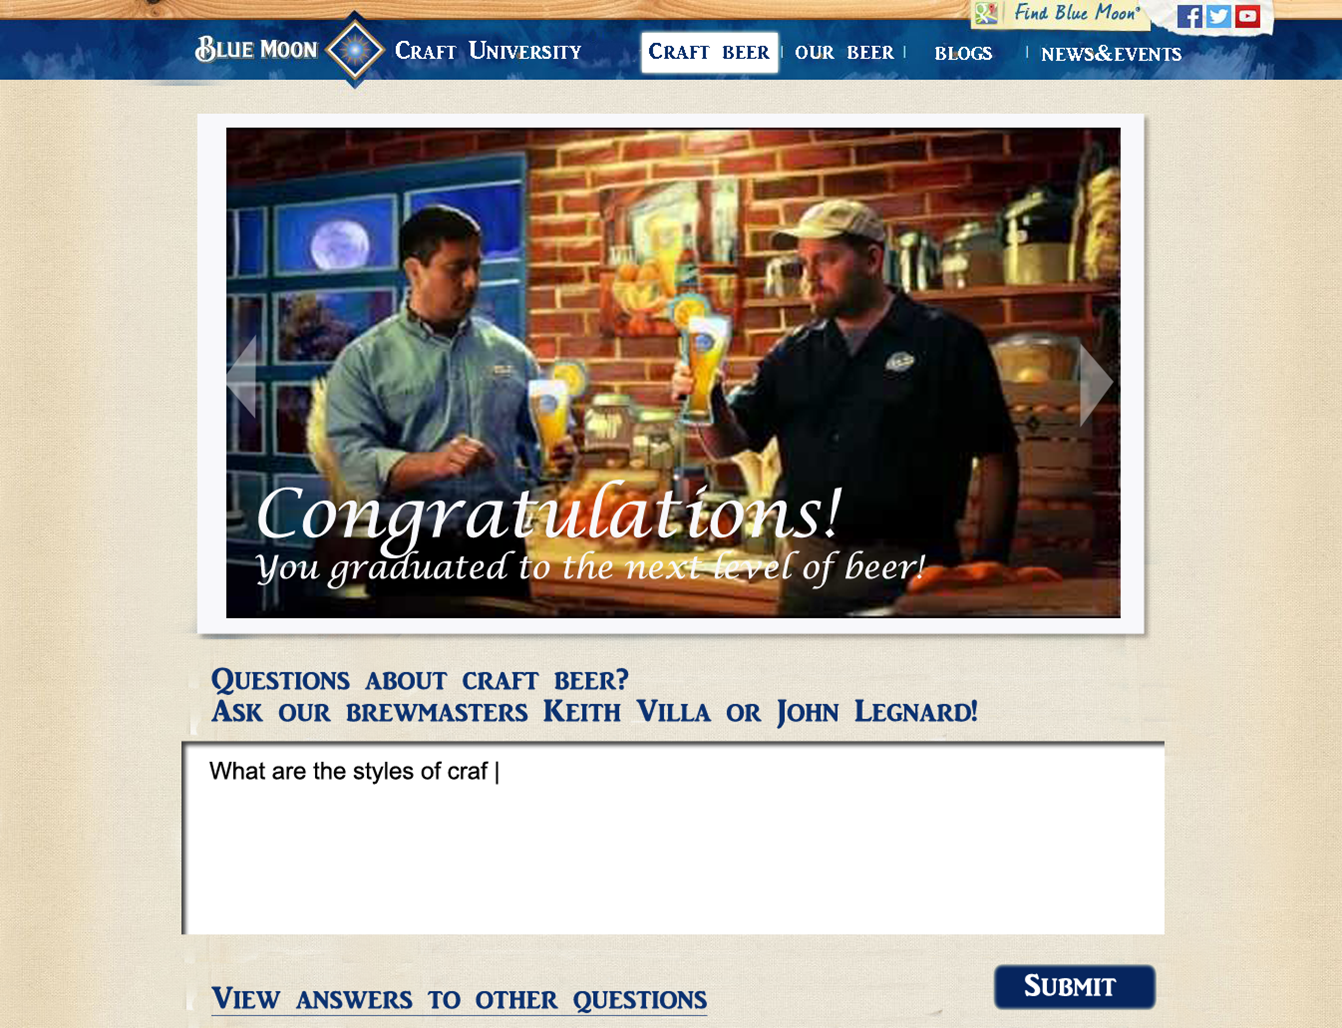 Find Blue Moon®
BLUE MOON CRAFT UNIVERSITY
CRAFT BEER | OUR BEER | BLOGS | NEWS&EVENTS
Congratulations!
You graduated to the next level of beer!
QUESTIONS ABOUT CRAFT BEER?
ASK OUR BREWMASTERS KEITH VILLA OR JOHN LEGNARD!
What are the styles of craf |
VIEW ANSWERS TO OTHER QUESTIONS
SUBMIT